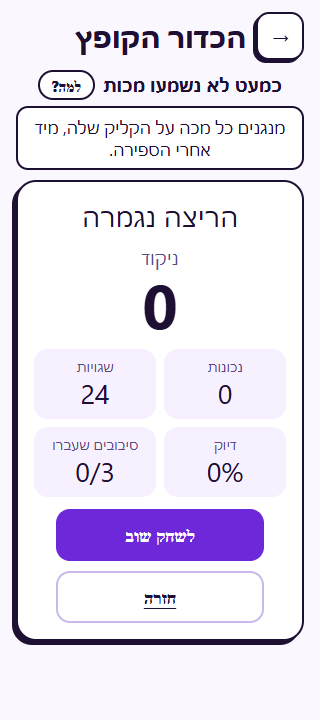 הכדור הקופץ
כמעט לא נשמעו מכות למה?
מנגנים כל מכה על הקליק שלה, מיד
אחרי הספירה.
הריצה נגמרה
ניקוד
0
נכונות שגויות
0 24
דיוק סיבובים שעברו
0% 0/3
לשחק שוב
חזרה